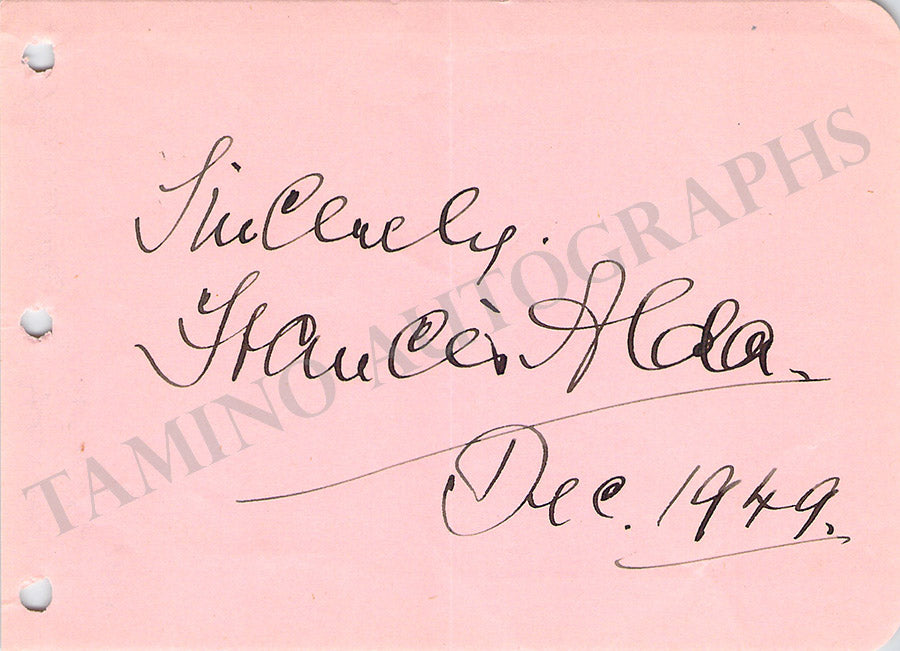 Sincerely.
Frances Alda.
Dec. 1949.
TAMINO AUTOGRAPHS